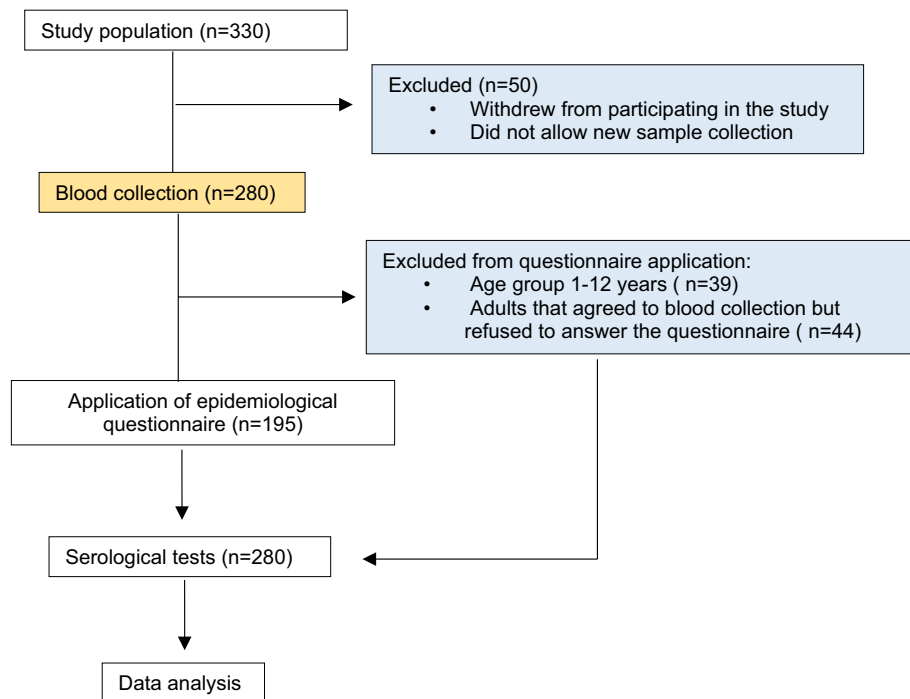 Study population (n=330)
Excluded (n=50)
• Withdrew from participating in the study
• Did not allow new sample collection
Blood collection (n=280)
Excluded from questionnaire application:
• Age group 1-12 years ( n=39)
• Adults that agreed to blood collection but
refused to answer the questionnaire ( n=44)
Application of epidemiological
questionnaire (n=195)
Serological tests (n=280)
Data analysis